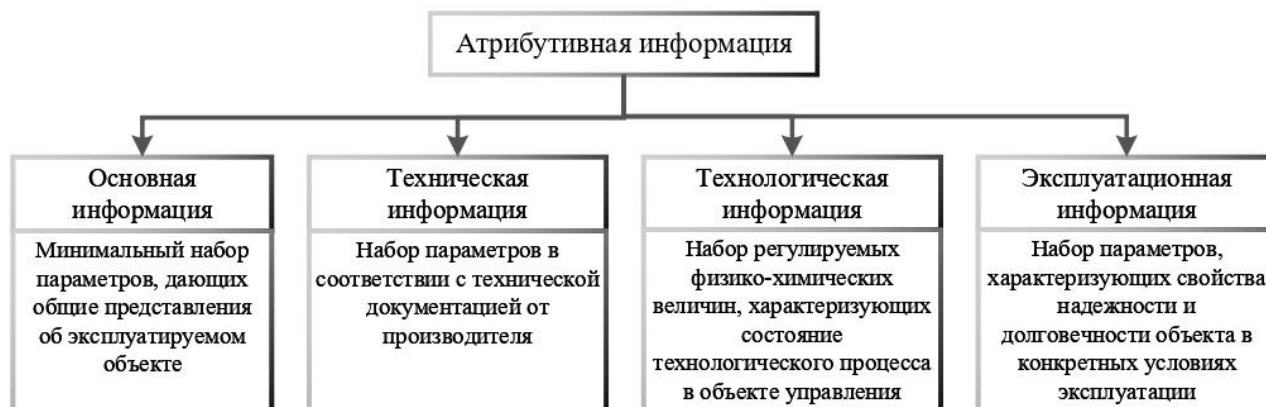 Атрибутивная информация
Основная
информация
Минимальный набор
параметров, дающих
общие представления
об эксплуатируемом
объекте
Техническая
информация
Набор параметров в
соответствии с технической
документацией от
производителя
Технологическая
информация
Набор регулируемых
физико-химических
величин, характеризующих
состояние
технологического процесса
в объекте управления
Эксплуатационная
информация
Набор параметров,
характеризующих свойства
надежности и
долговечности объекта в
конкретных условиях
эксплуатации